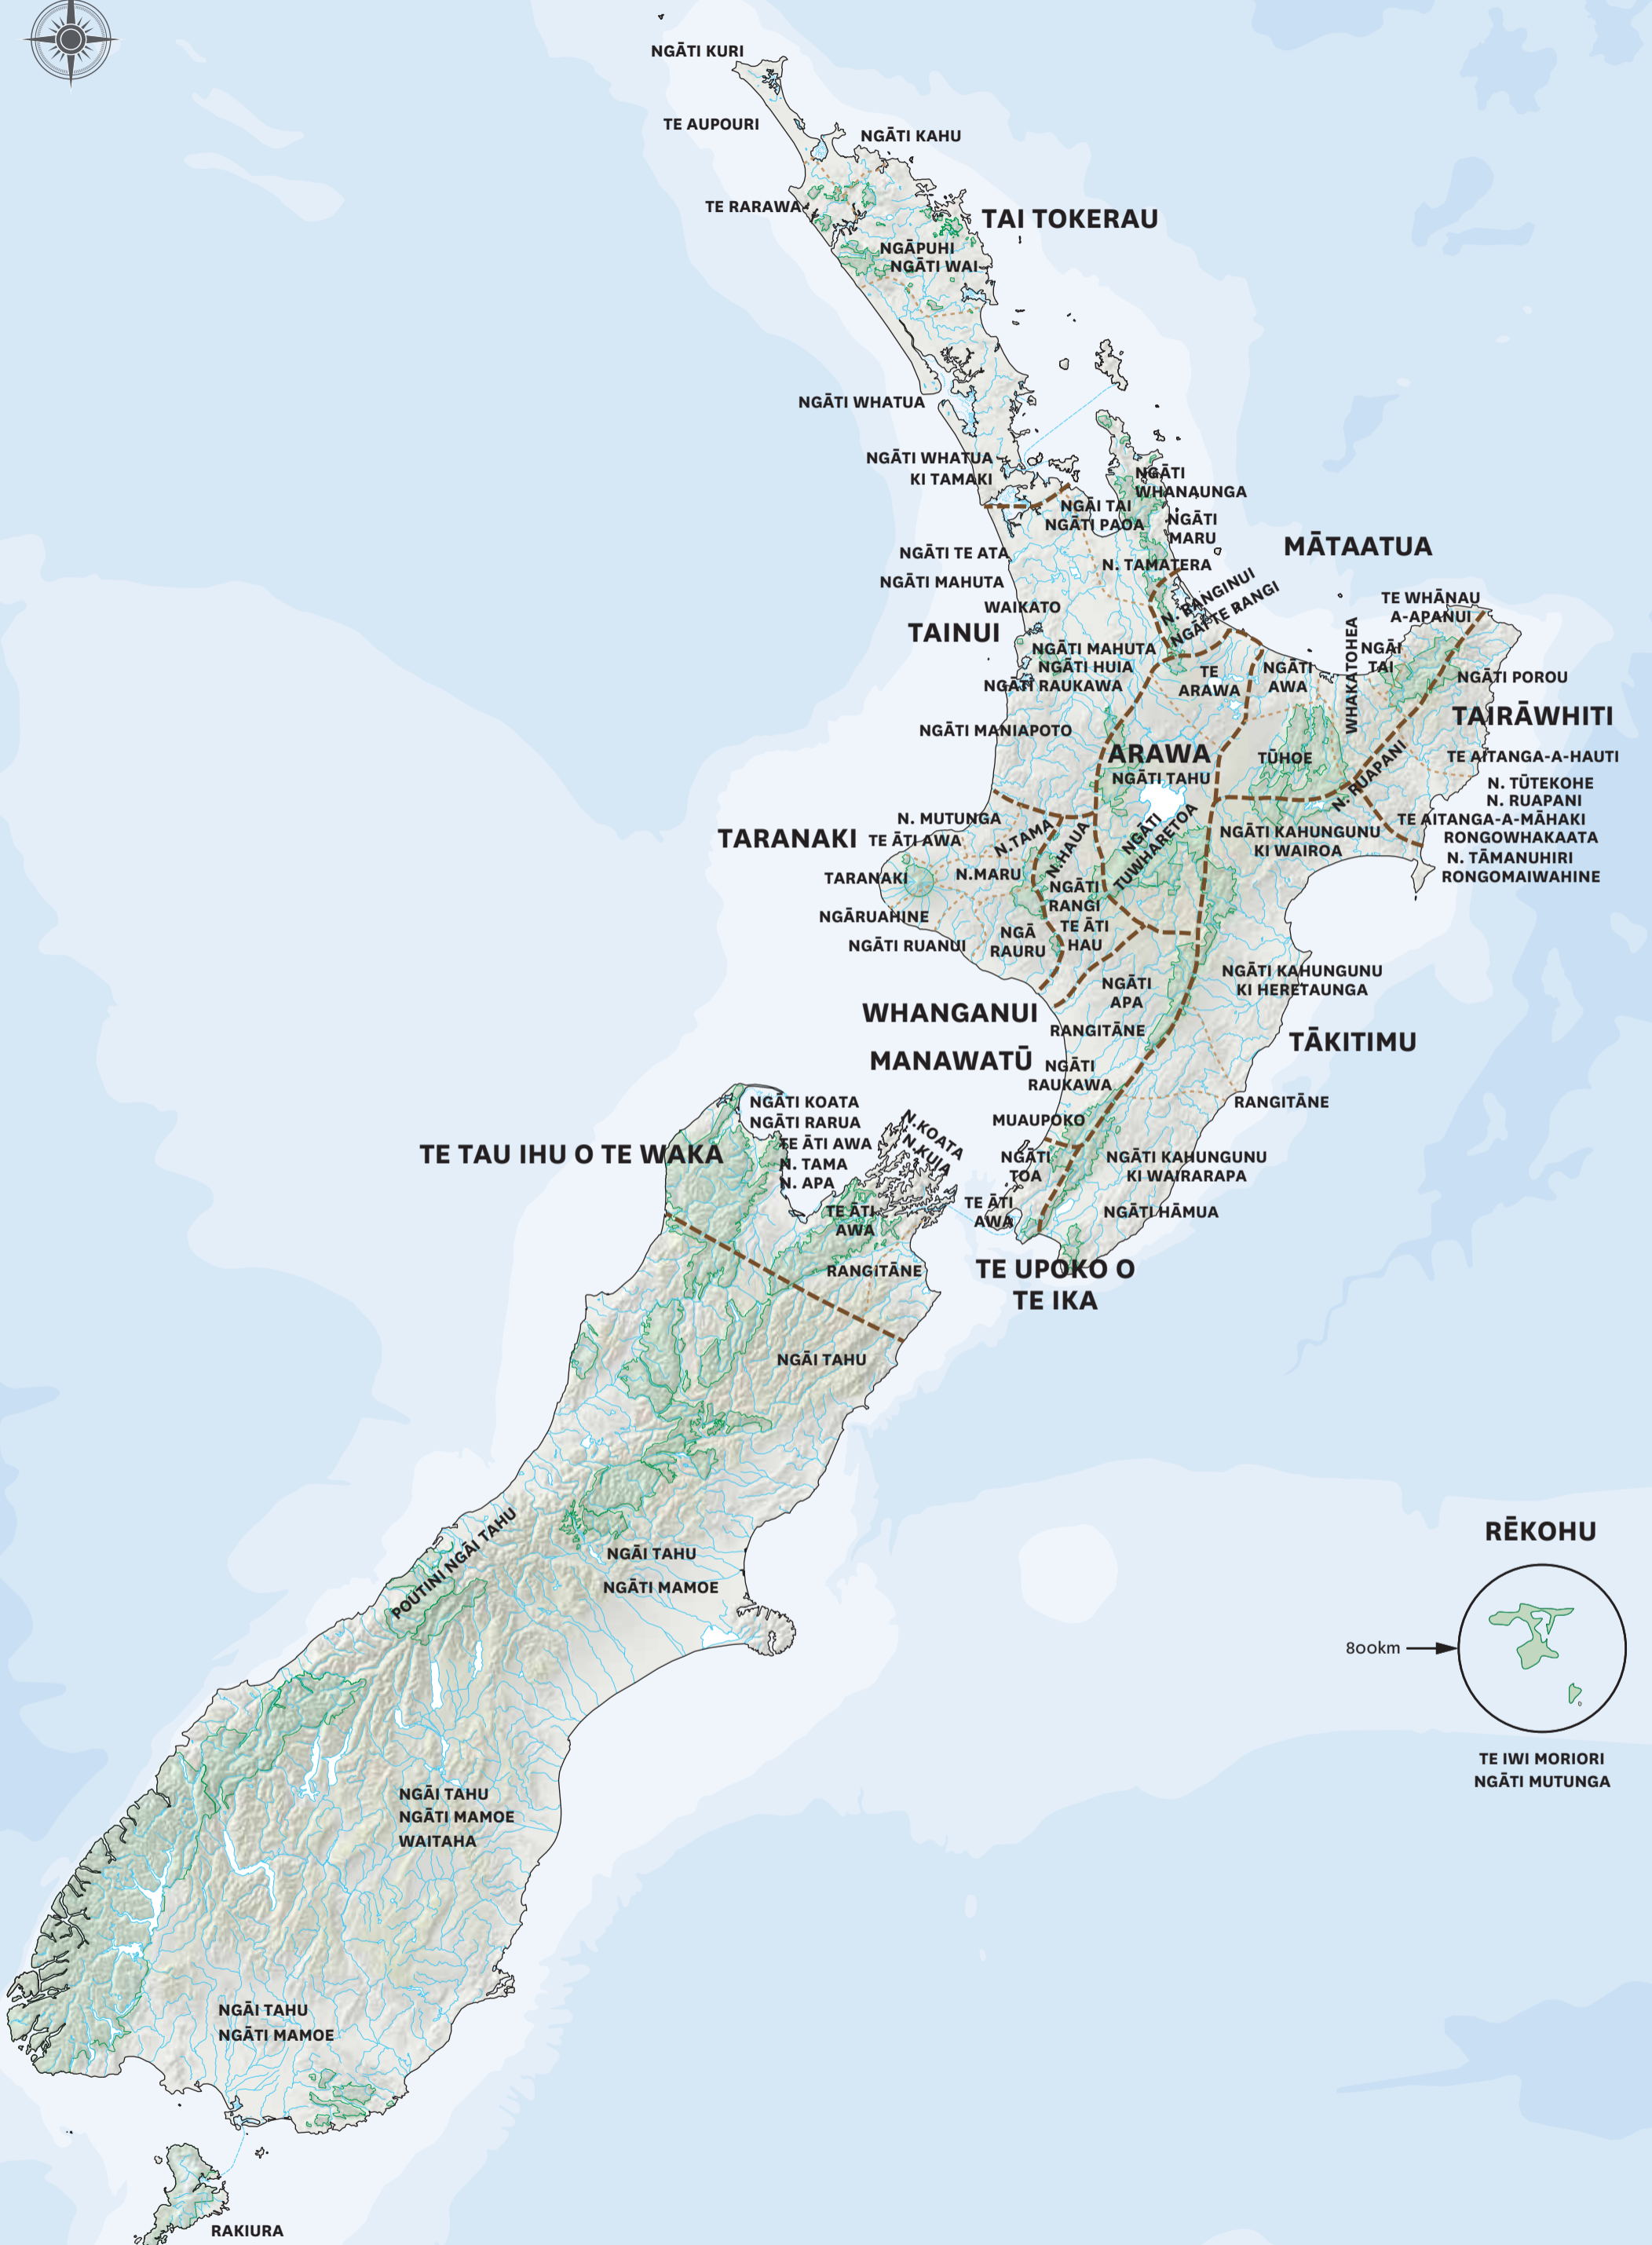 NGĀTI KURI
TE AUPOURI
NGĀTI KAHU
TE RARAWA
TAI TOKERAU
NGĀPUHI
NGĀTI WAI
NGĀTI WHATUA
NGĀTI WHATUA
KI TAMAKI
NGĀTI
WHANAUNGA
NGĀI TAI
NGĀTI PAOA
NGĀTI
MARU
MĀTAATUA
NGĀTI TE ATA
N. TAMATERA
NGĀTI MAHUTA
N. RANGINUI
NGĀI TE RANGI
WAIKATO
TAINUI
TE WHĀNAU
A-APANUI
WHAKATOHEA
NGĀI
TAI
NGĀTI MAHUTA
NGĀTI HUIA
NGĀTI RAUKAWA
TE
ARAWA
NGĀTI
AWA
NGĀTI POROU
TAIRĀWHITI
NGĀTI MANIAPOTO
ARAWA
NGĀTI TAHU
TŪHOE
N. RUAPANI
TE AITANGA-A-HAUTI
N. TŪTEKOHE
N. RUAPANI
TE AITANGA-A-MĀHAKI
RONGOWHAKAATA
N. TĀMANUHIRI
RONGOMAIWAHINE
N. MUTUNGA
TARANAKI
TE ĀTI AWA
N.TAMA
N.HAUA
NGĀTI
TUWHARETOA
NGĀTI KAHUNGUNU
KI WAIROA
TARANAKI
N.MARU
NGĀTI
RANGI
NGĀRUAHINE
NGĀTI RUANUI
NGĀ
RAURU
TE ĀTI
HAU
NGĀTI KAHUNGUNU
KI HERETAUNGA
NGĀTI
APA
WHANGANUI
RANGITĀNE
TĀKITIMU
MANAWATŪ
NGĀTI
RAUKAWA
RANGITĀNE
MUAUPOKO
NGĀTI KOATA
NGĀTI RARUA
TE ĀTI AWA
N. TAMA
N. APA
N.KOATA
N.KUIA
TE TAU IHU O TE WAKA
NGĀTI
TOA
NGĀTI KAHUNGUNU
KI WAIRARAPA
TE ĀTI
AWA
TE ĀTI
AWA
NGĀTI HĀMUA
RANGITĀNE
TE UPOKO O
TE IKA
NGĀI TAHU
POUTINI NGĀI TAHU
NGĀI TAHU
NGĀTI MAMOE
RĒKOHU
800km
TE IWI MORIORI
NGĀTI MUTUNGA
NGĀI TAHU
NGĀTI MAMOE
WAITAHA
NGĀI TAHU
NGĀTI MAMOE
RAKIURA